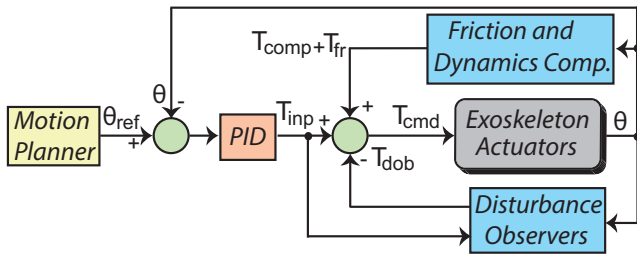 T_comp+T_fr
Friction and
Dynamics Comp.
θ -
Motion
Planner
θ_ref
+
PID
T_inp +
+
T_cmd
- T_dob
Exoskeleton
Actuators
θ
Disturbance
Observers